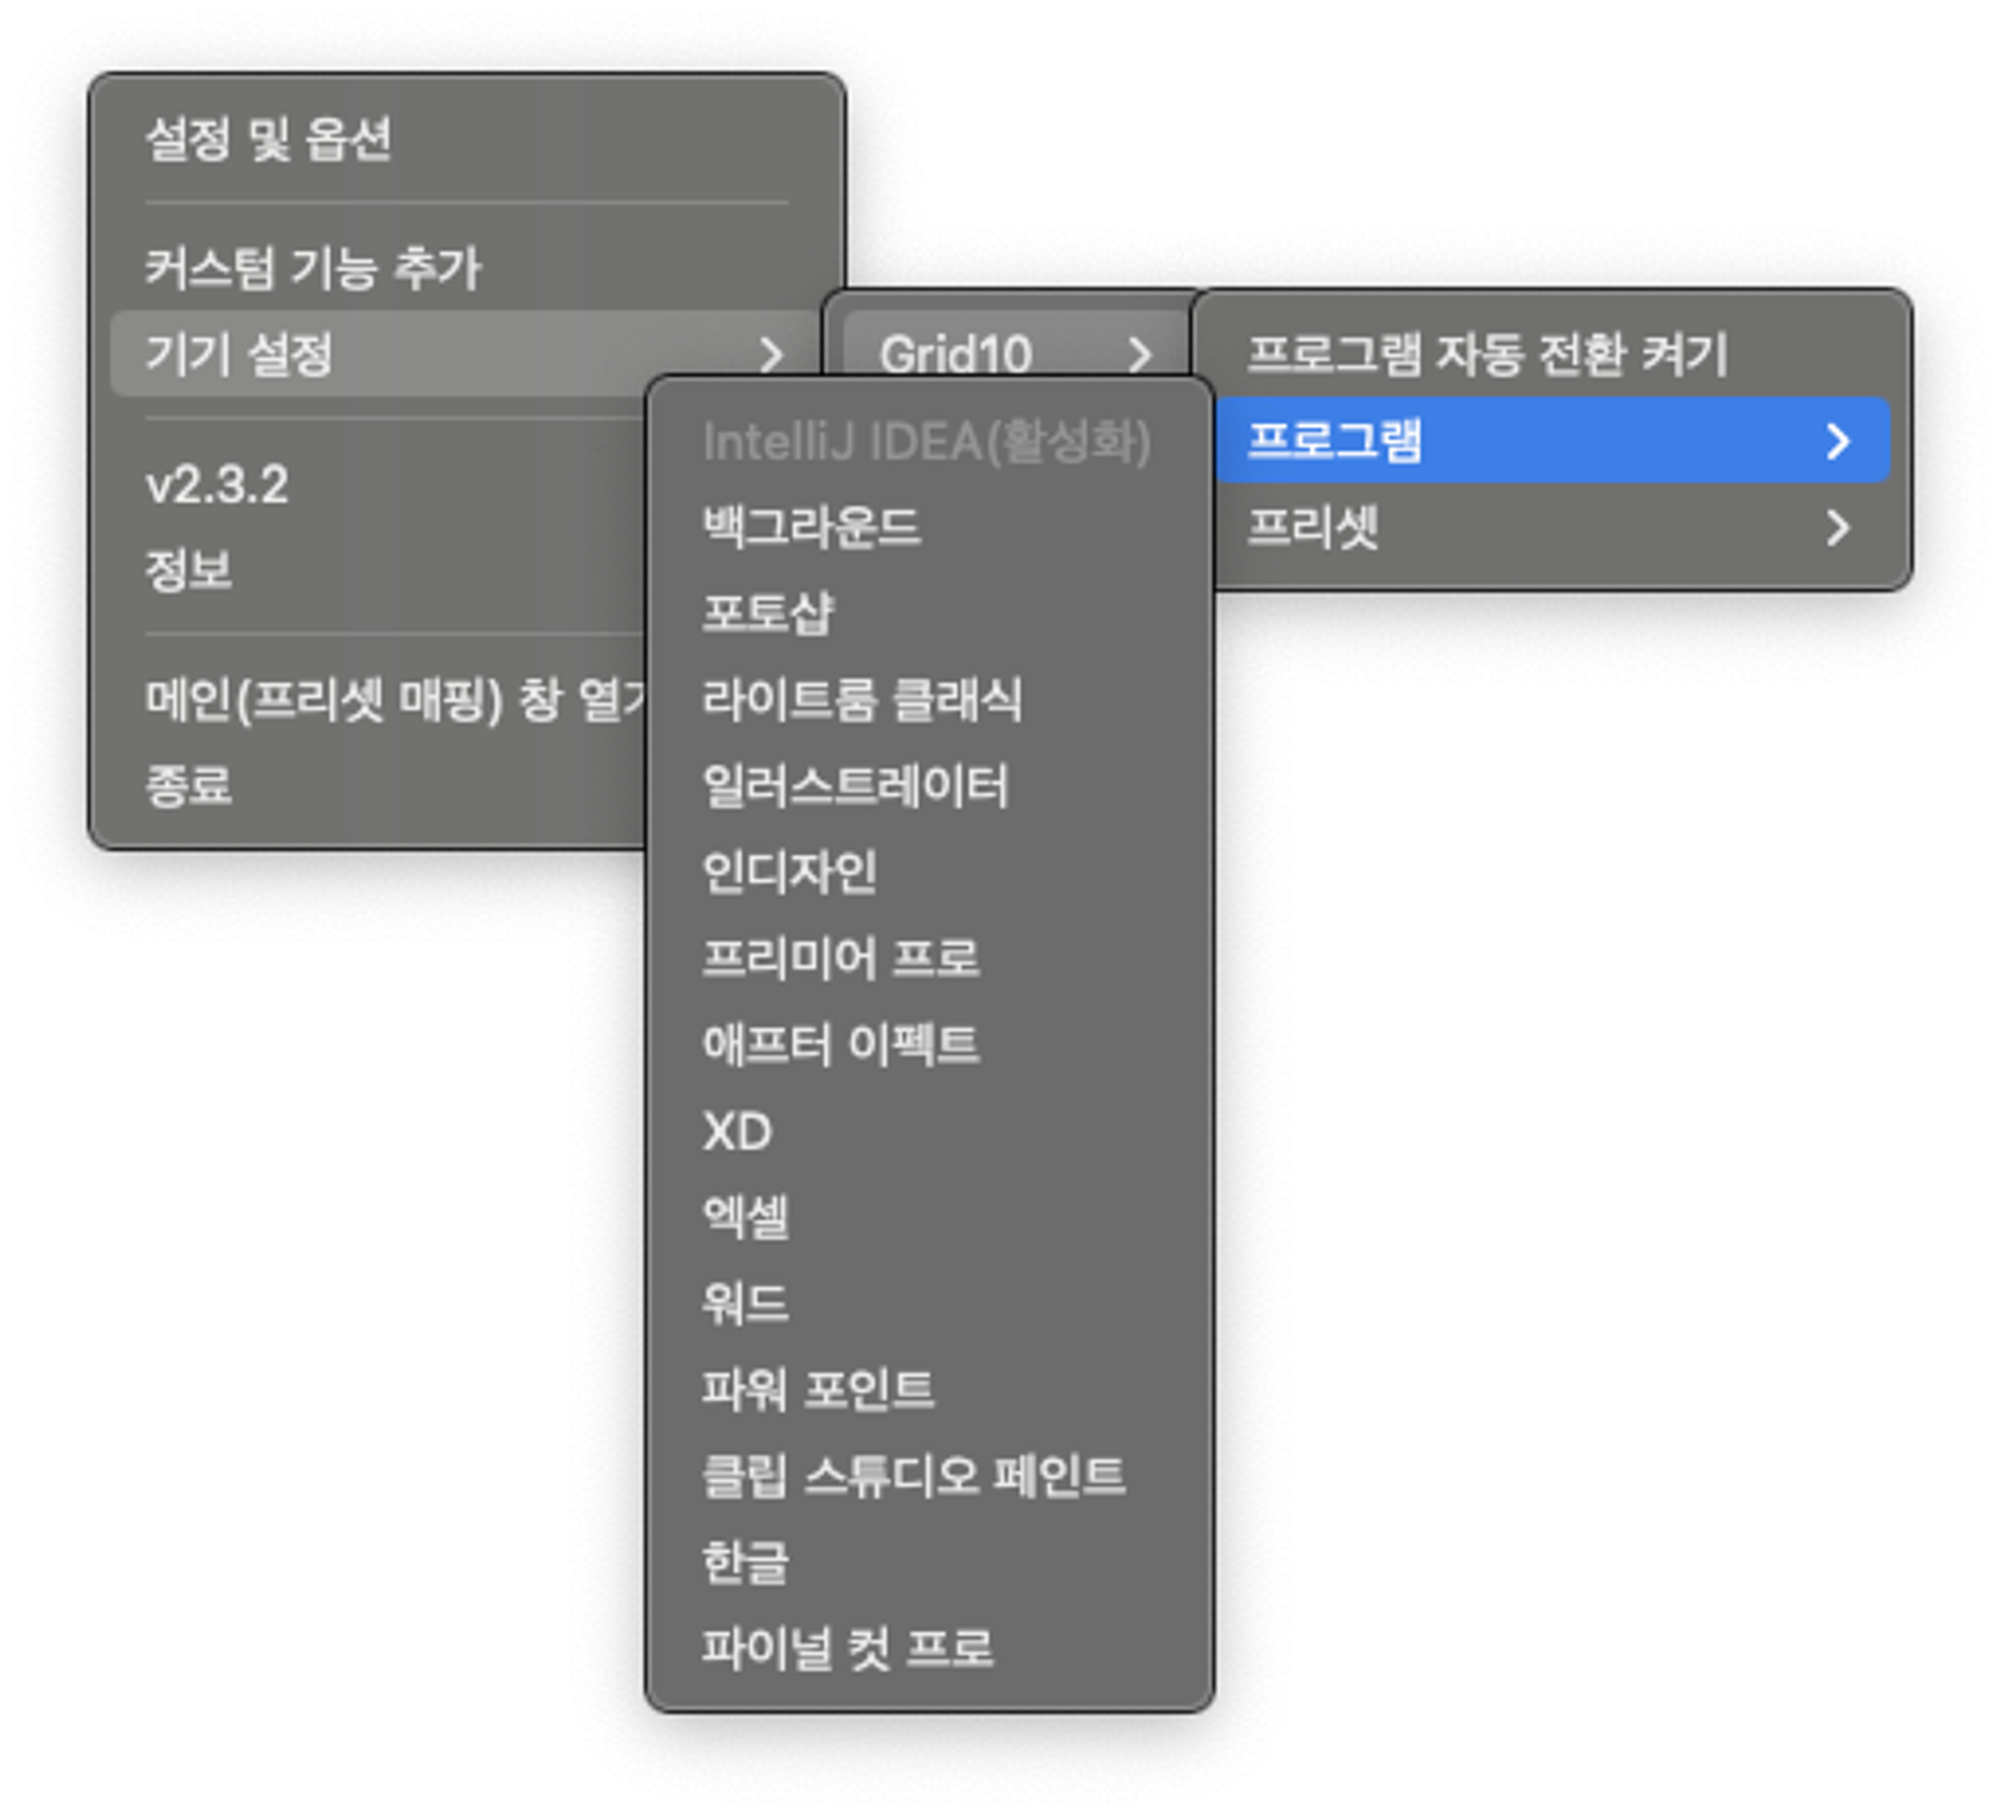 설정 및 옵션
커스텀 기능 추가
기기 설정
v2.3.2
정보
메인(프리셋 매핑) 창
종료
Grid10
프로그램 자동 전환 켜기
프로그램
프리셋
IntelliJ IDEA(활성화)
백그라운드
포토샵
라이트룸 클래식
일러스트레이터
인디자인
프리미어 프로
애프터 이펙트
XD
엑셀
워드
파워 포인트
클립 스튜디오 페인트
한글
파이널 컷 프로